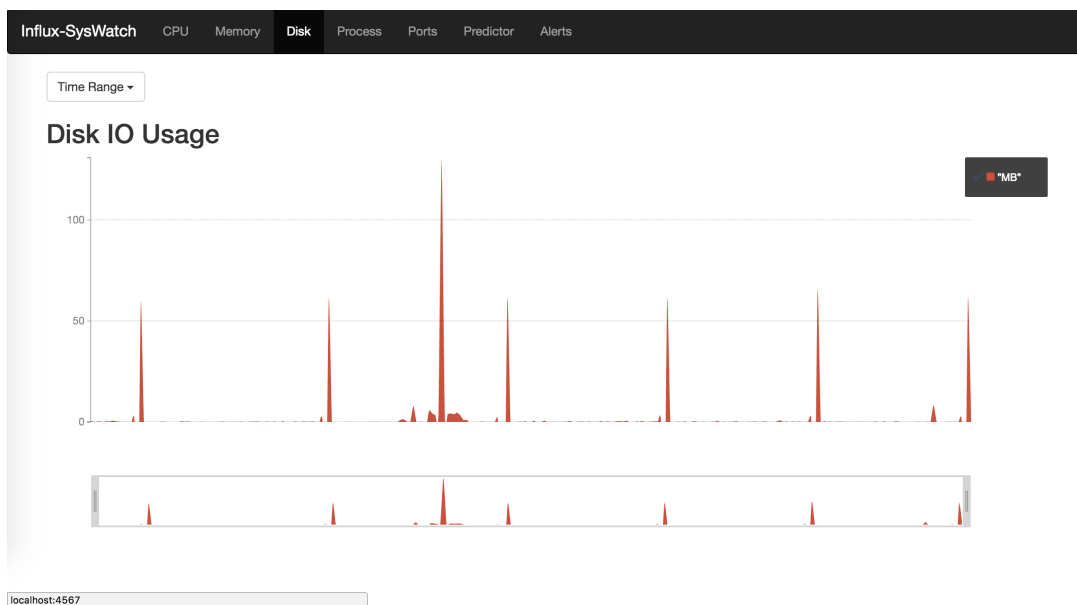 Influx-SysWatch CPU Memory Disk Process Ports Predictor Alerts
Time Range
Disk IO Usage
"MB"
100
50
0
localhost:4567